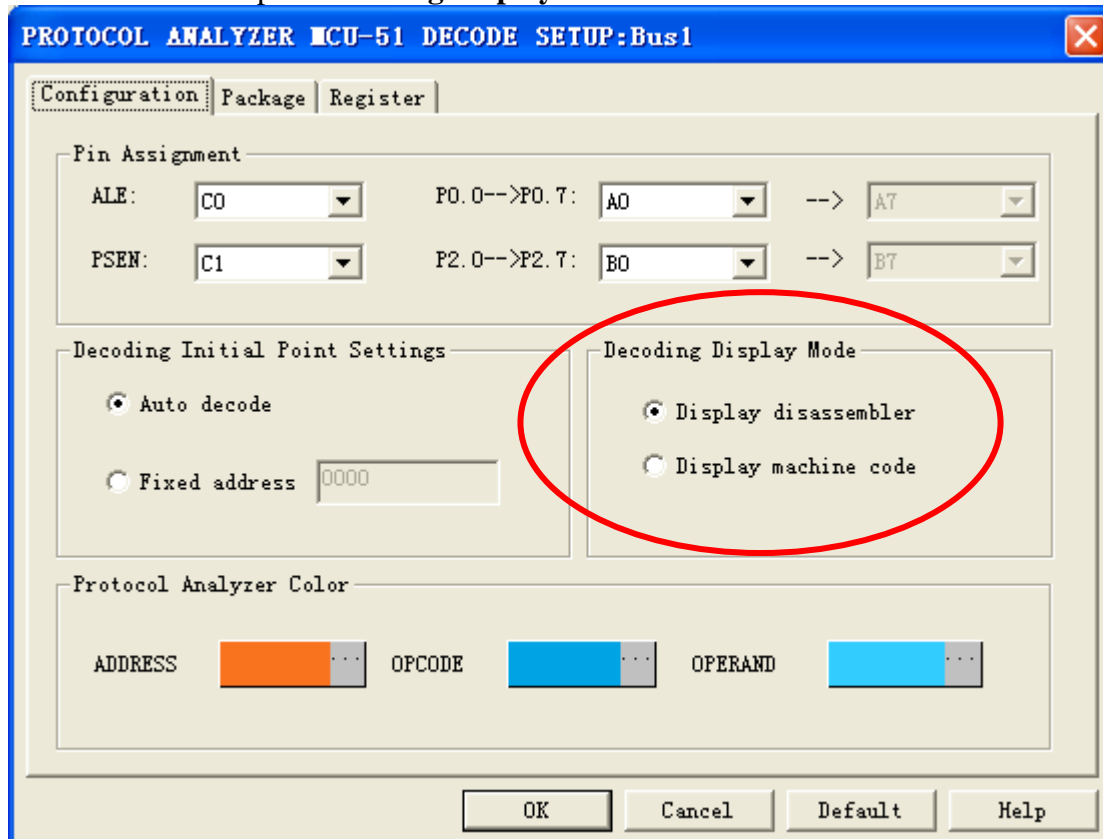 PROTOCOL ANALYZER MCU-51 DECODE SETUP:Bus1
Configuration Package Register
Pin Assignment
ALE: C0 P0.0-->P0.7: A0 --> A7
PSEN: C1 P2.0-->P2.7: B0 --> B7
Decoding Initial Point Settings Decoding Display Mode
Auto decode Display disassembler
Fixed address 0000 Display machine code
Protocol Analyzer Color
ADDRESS ... OPCODE ... OPERAND ...
OK Cancel Default Help